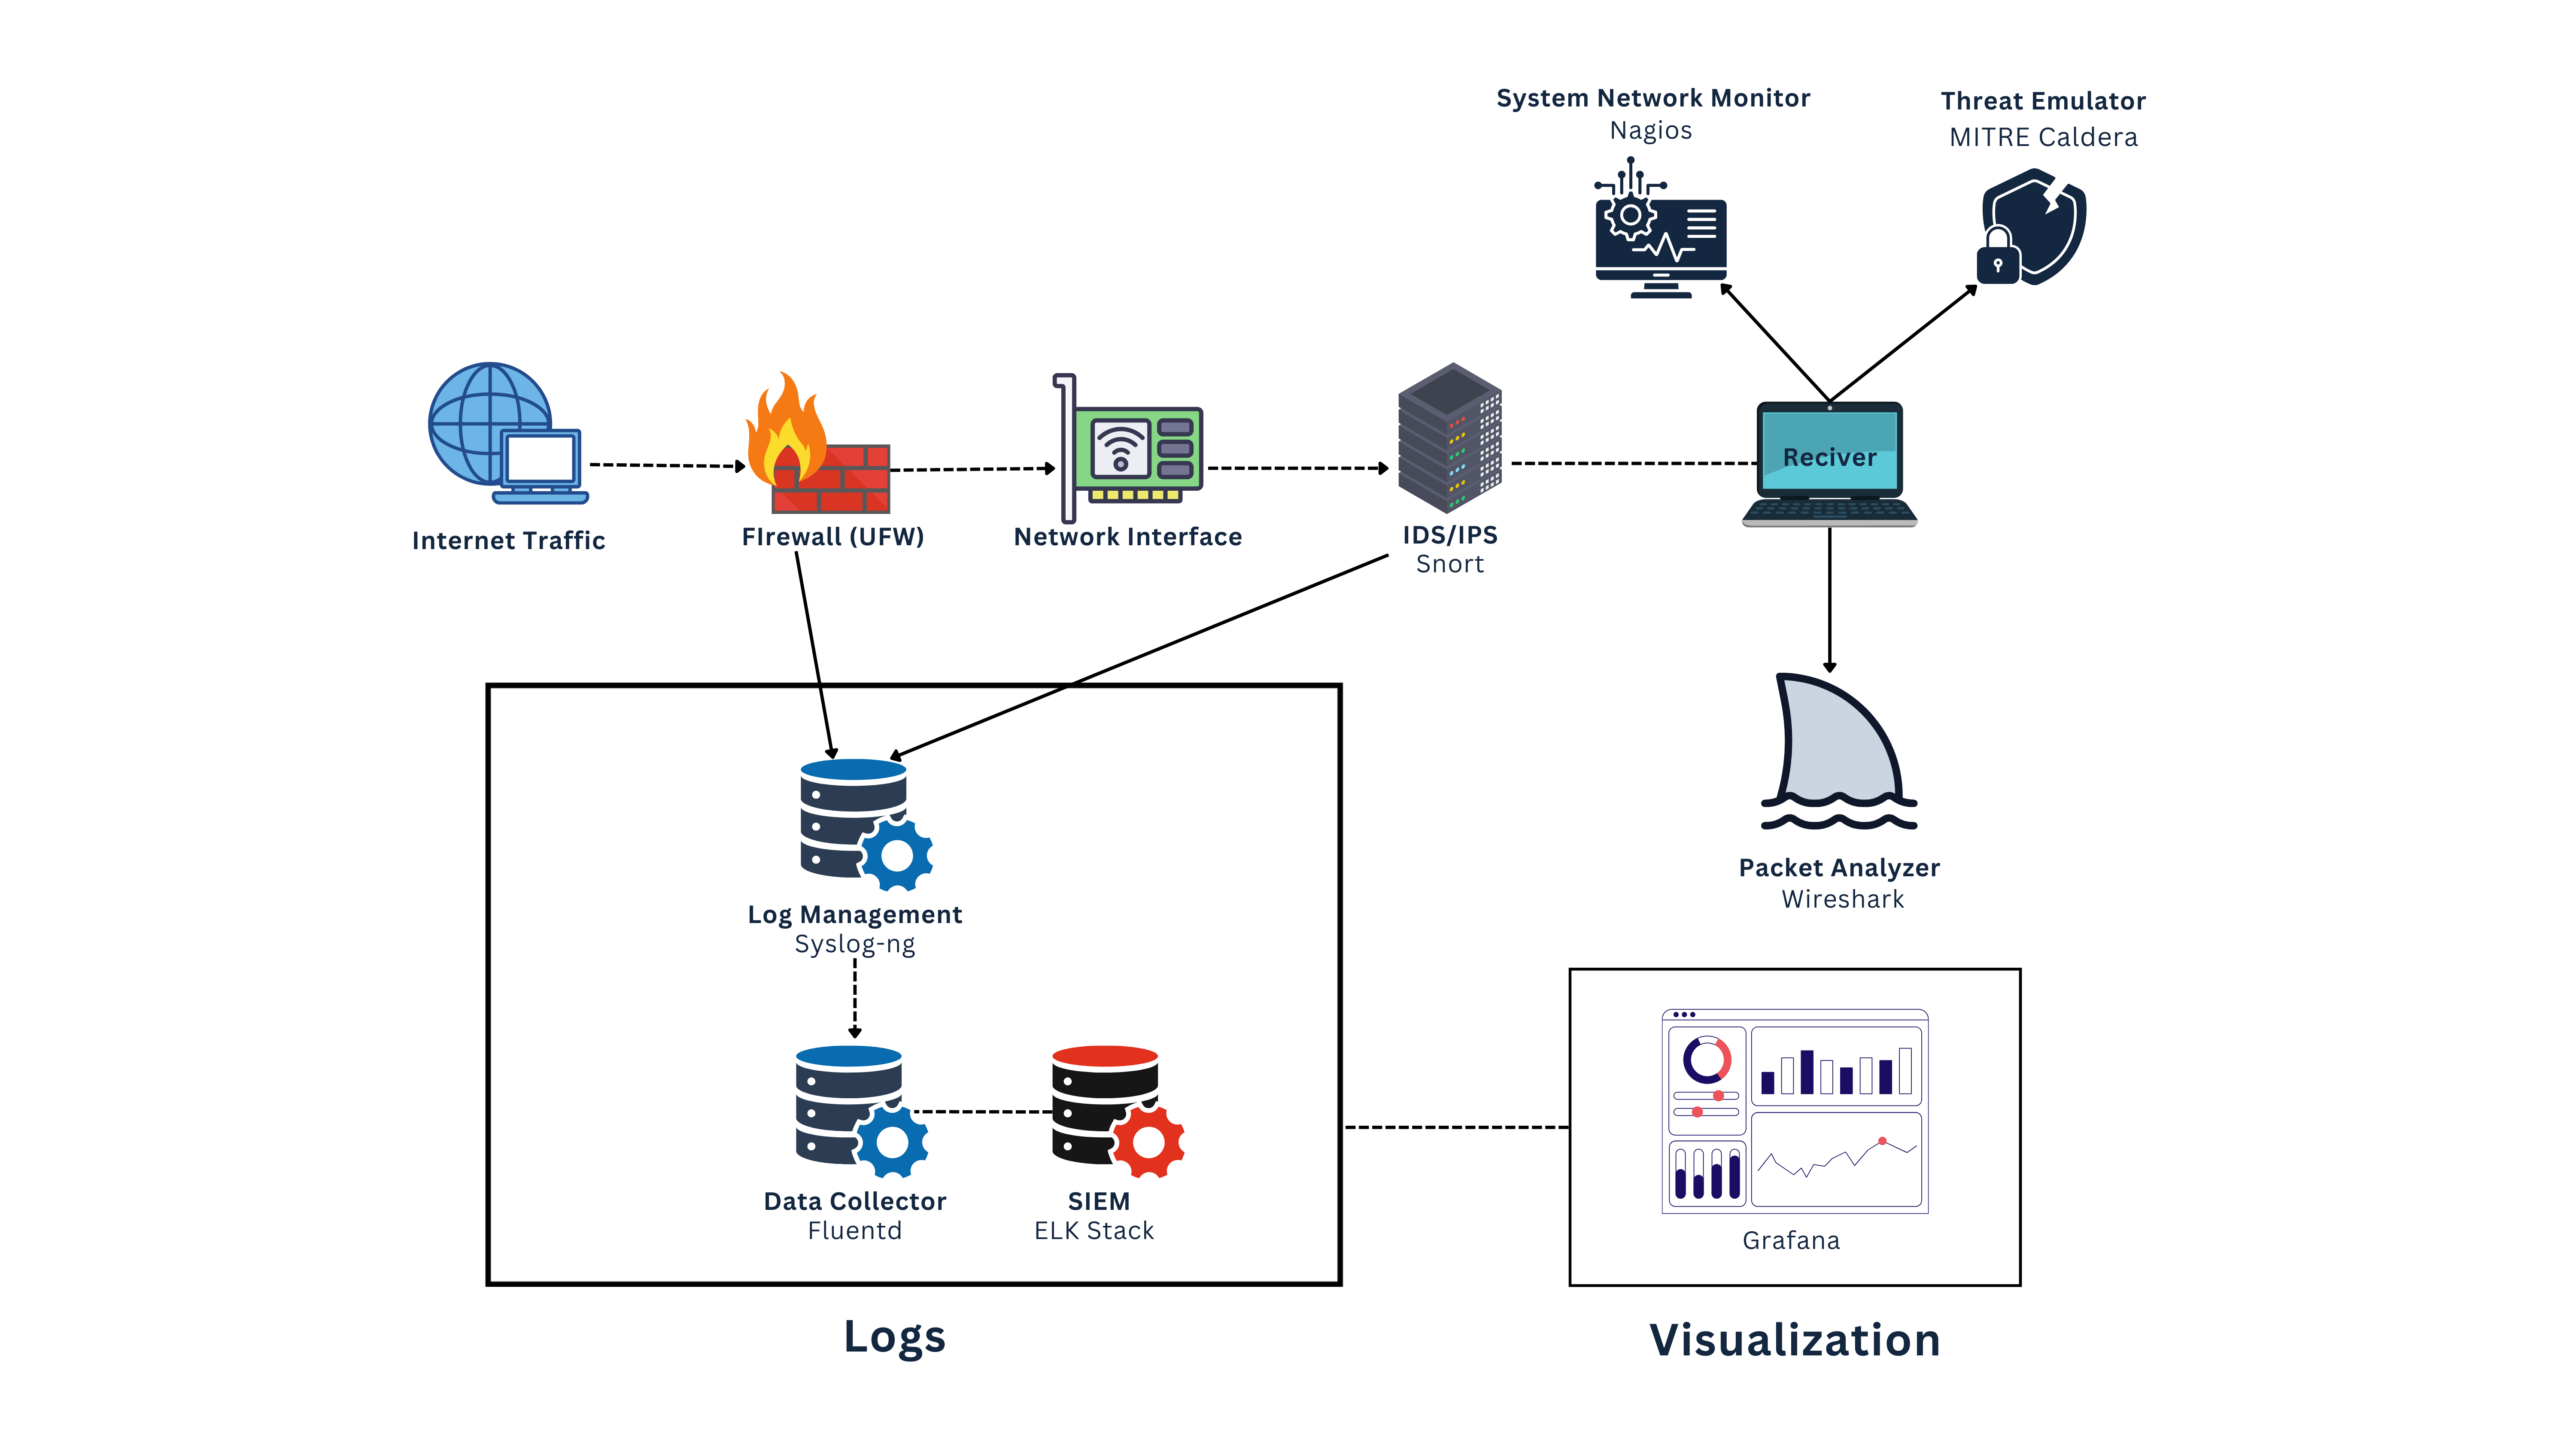 System Network Monitor
Nagios
Threat Emulator
MITRE Caldera
Internet Traffic
FIrewall (UFW)
Network Interface
IDS/IPS
Snort
Reciver
Packet Analyzer
Wireshark
Log Management
Syslog-ng
Data Collector
Fluentd
SIEM
ELK Stack
Grafana
Logs
Visualization